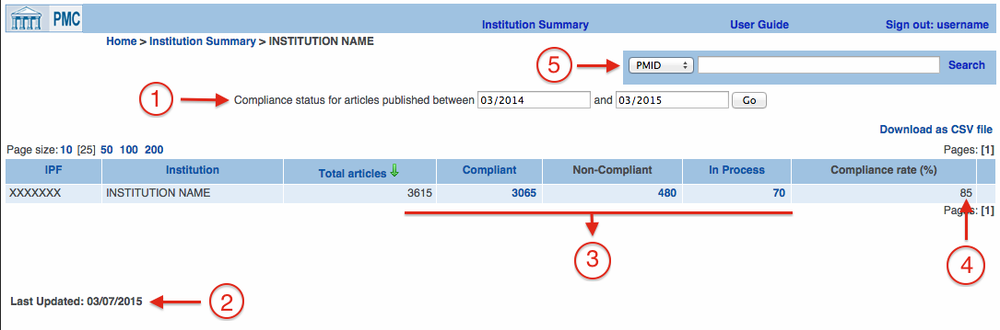 PMC
Institution Summary User Guide Sign out: username
Home > Institution Summary > INSTITUTION NAME
5 PMID Search
1 Compliance status for articles published between 03/2014 and 03/2015 Go
Download as CSV file
Page size: 10 [25] 50 100 200 Pages: [1]
IPF Institution Total articles Compliant Non-Compliant In Process Compliance rate (%)
XXXXXXX INSTITUTION NAME 3615 3065 480 70 85
Pages: [1]
3 4
Last Updated: 03/07/2015 2